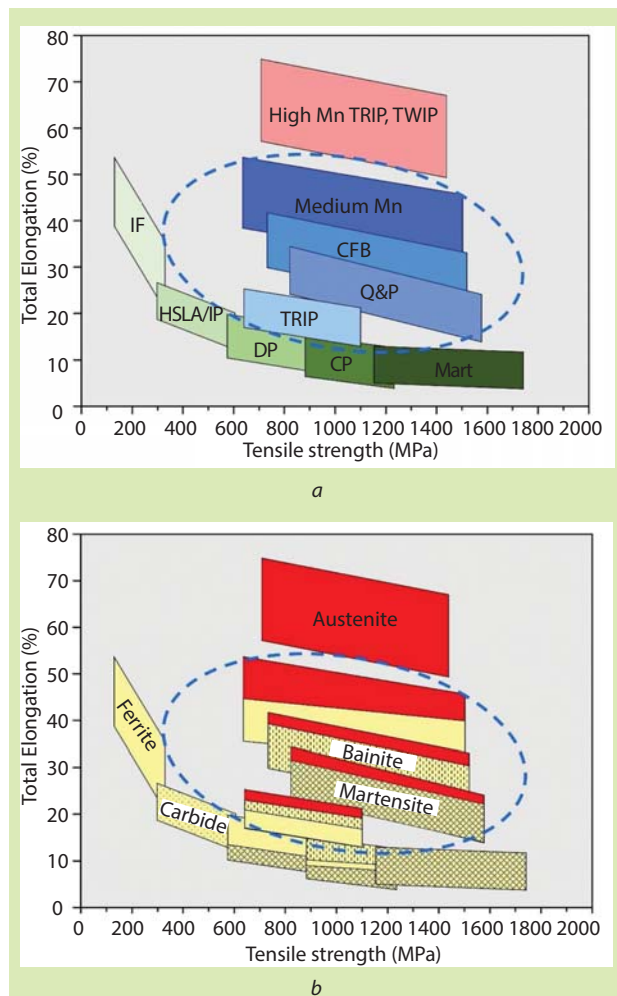 80
70
60
50
40
30
20
10
0
Total Elongation (%)
High Mn TRIP, TWIP
Medium Mn
IF
CFB
Q&P
HSLA/IP
TRIP
DP
CP
Mart
0 200 400 600 800 1000 1200 1400 1600 1800 2000
Tensile strength (MPa)
a
80
70
60
50
40
30
20
10
0
Total Elongation (%)
Austenite
Ferrite
Bainite
Martensite
Carbide
0 200 400 600 800 1000 1200 1400 1600 1800 2000
Tensile strength (MPa)
b